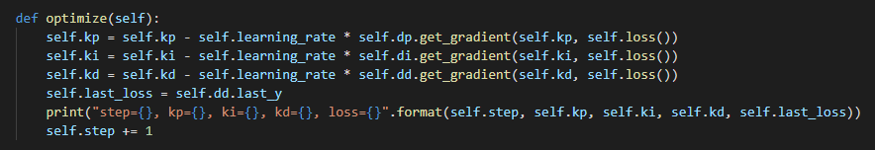 def optimize(self):
    self.kp = self.kp - self.learning_rate * self.dp.get_gradient(self.kp, self.loss())
    self.ki = self.ki - self.learning_rate * self.di.get_gradient(self.ki, self.loss())
    self.kd = self.kd - self.learning_rate * self.dd.get_gradient(self.kd, self.loss())
    self.last_loss = self.dd.last_y
    print("step={}, kp={}, ki={}, kd={}, loss={}".format(self.step, self.kp, self.ki, self.kd, self.last_loss))
    self.step += 1